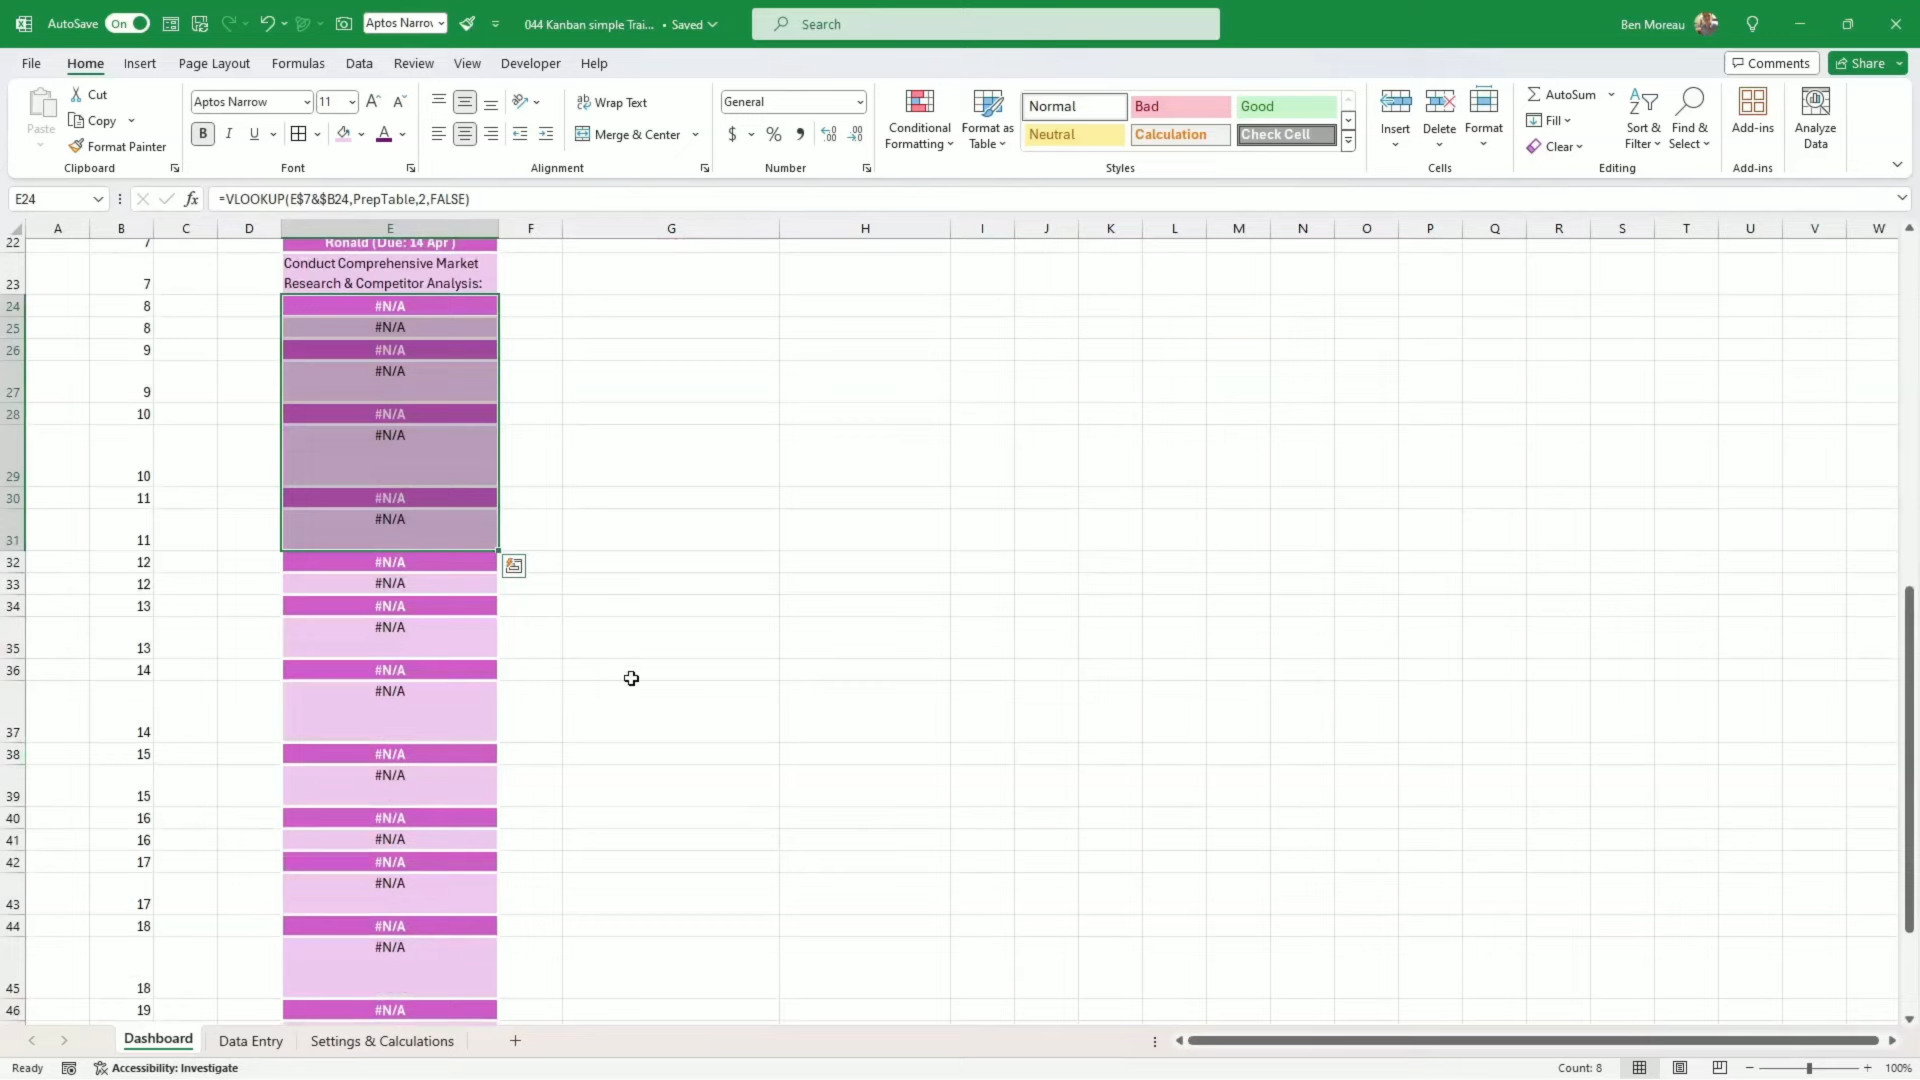 AutoSave On Aptos Narrow 044 Kanban simple Trai... • Saved Search Ben Moreau
File Home Insert Page Layout Formulas Data Review View Developer Help Comments Share
Paste
Cut
Copy
Format Painter
Clipboard
Aptos Narrow 11
B I U
Font
Wrap Text
Merge & Center
Alignment
General
$ % ,
Number
Conditional Formatting
Format as Table
Normal Bad Good
Neutral Calculation Check Cell
Styles
Insert Delete Format
Cells
AutoSum
Fill
Clear
Sort & Filter
Find & Select
Editing
Add-ins
Add-ins
Analyze Data
E24 fx =VLOOKUP(E$7&$B24,PrepTable,2,FALSE)
A B C D E F G H I J K L M N O P Q R S T U V W
22 7 Ronald (Due: 14 Apr )
23 7 Conduct Comprehensive Market
Research & Competitor Analysis:
24 8 #N/A
25 8 #N/A
26 9 #N/A
27 9 #N/A
28 10 #N/A
29 10 #N/A
30 11 #N/A
31 11 #N/A
32 12 #N/A
33 12 #N/A
34 13 #N/A
35 13 #N/A
36 14 #N/A
37 14 #N/A
38 15 #N/A
39 15 #N/A
40 16 #N/A
41 16 #N/A
42 17 #N/A
43 17 #N/A
44 18 #N/A
45 18 #N/A
46 19 #N/A
Dashboard Data Entry Settings & Calculations
Ready Accessibility: Investigate Count: 8 100%